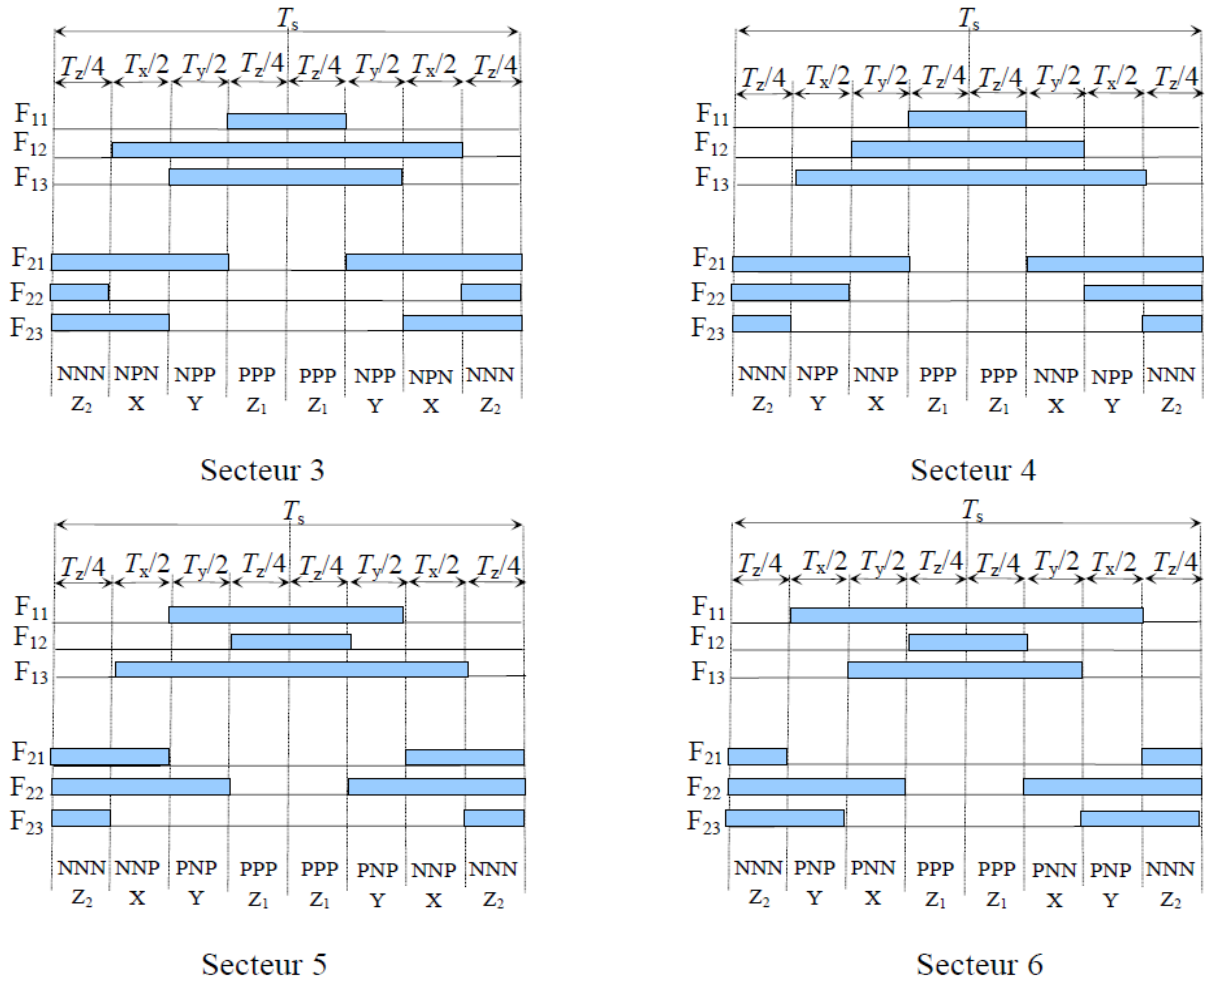 Ts
Tz/4 Tx/2 Ty/2 Tz/4 Tz/4 Ty/2 Tx/2 Tz/4
F11
F12
F13
F21
F22
F23
NNN NPN NPP PPP PPP NPP NPN NNN
Z2 X Y Z1 Z1 Y X Z2
Secteur 3
Ts
Tz/4 Tx/2 Ty/2 Tz/4 Tz/4 Ty/2 Tx/2 Tz/4
F11
F12
F13
F21
F22
F23
NNN NPP NNP PPP PPP NNP NPP NNN
Z2 Y X Z1 Z1 X Y Z2
Secteur 4
Ts
Tz/4 Tx/2 Ty/2 Tz/4 Tz/4 Ty/2 Tx/2 Tz/4
F11
F12
F13
F21
F22
F23
NNN NNP PNP PPP PPP PNP NNP NNN
Z2 X Y Z1 Z1 Y X Z2
Secteur 5
Ts
Tz/4 Tx/2 Ty/2 Tz/4 Tz/4 Ty/2 Tx/2 Tz/4
F11
F12
F13
F21
F22
F23
NNN PNP PNN PPP PPP PNN PNP NNN
Z2 Y X Z1 Z1 X Y Z2
Secteur 6